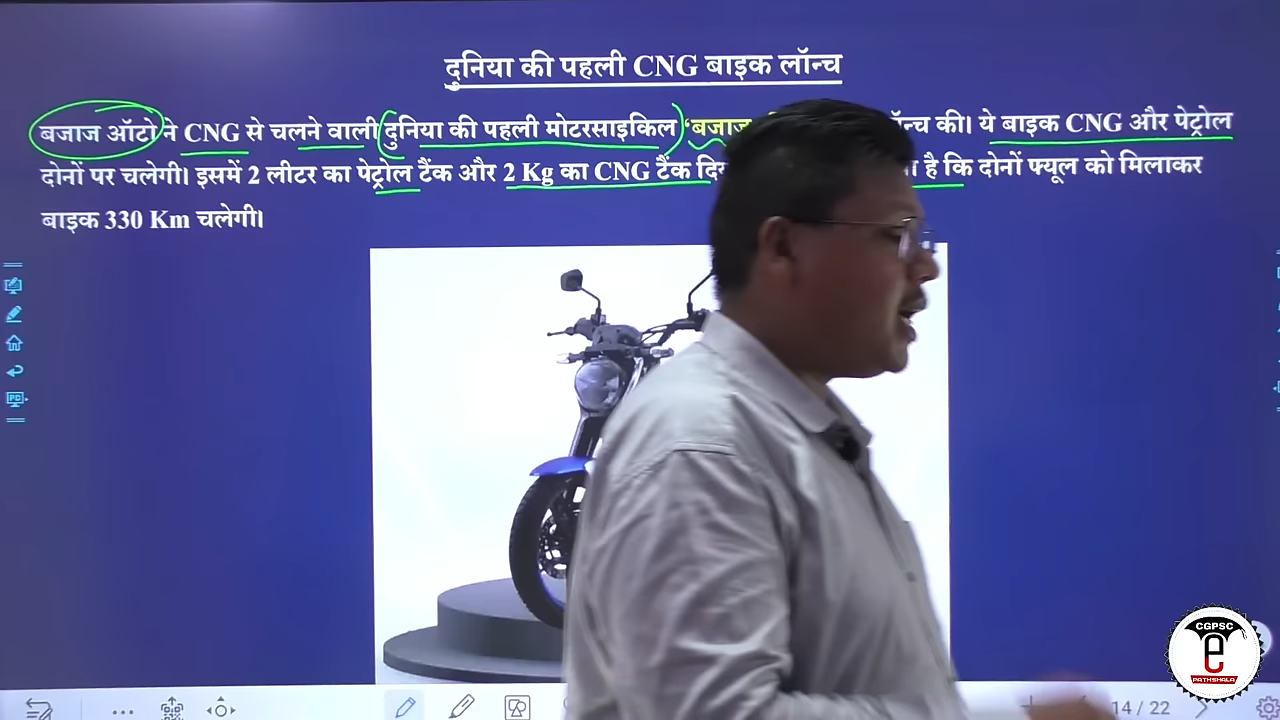 दुनिया की पहली CNG बाइक लॉन्च
बजाज ऑटो ने CNG से चलने वाली दुनिया की पहली मोटरसाइकिल 'बजाज की। ये बाइक CNG और पेट्रोल
दोनों पर चलेगी। इसमें 2 लीटर का पेट्रोल टैंक और 2 Kg का CNG टैंक है कि दोनों फ्यूल को मिलाकर
बाइक 330 Km चलेगी।
PD
CGPSC
e
PATHSHALA
14 / 22